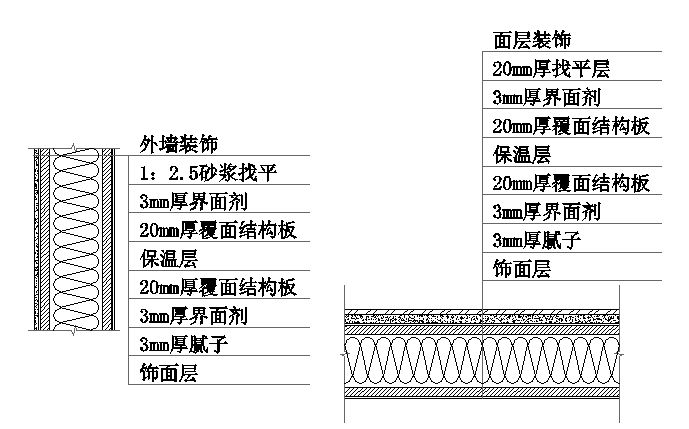 外墙装饰
1：2.5砂浆找平
3mm厚界面剂
20mm厚覆面结构板
保温层
20mm厚覆面结构板
3mm厚界面剂
3mm厚腻子
饰面层
面层装饰
20mm厚找平层
3mm厚界面剂
20mm厚覆面结构板
保温层
20mm厚覆面结构板
3mm厚界面剂
3mm厚腻子
饰面层